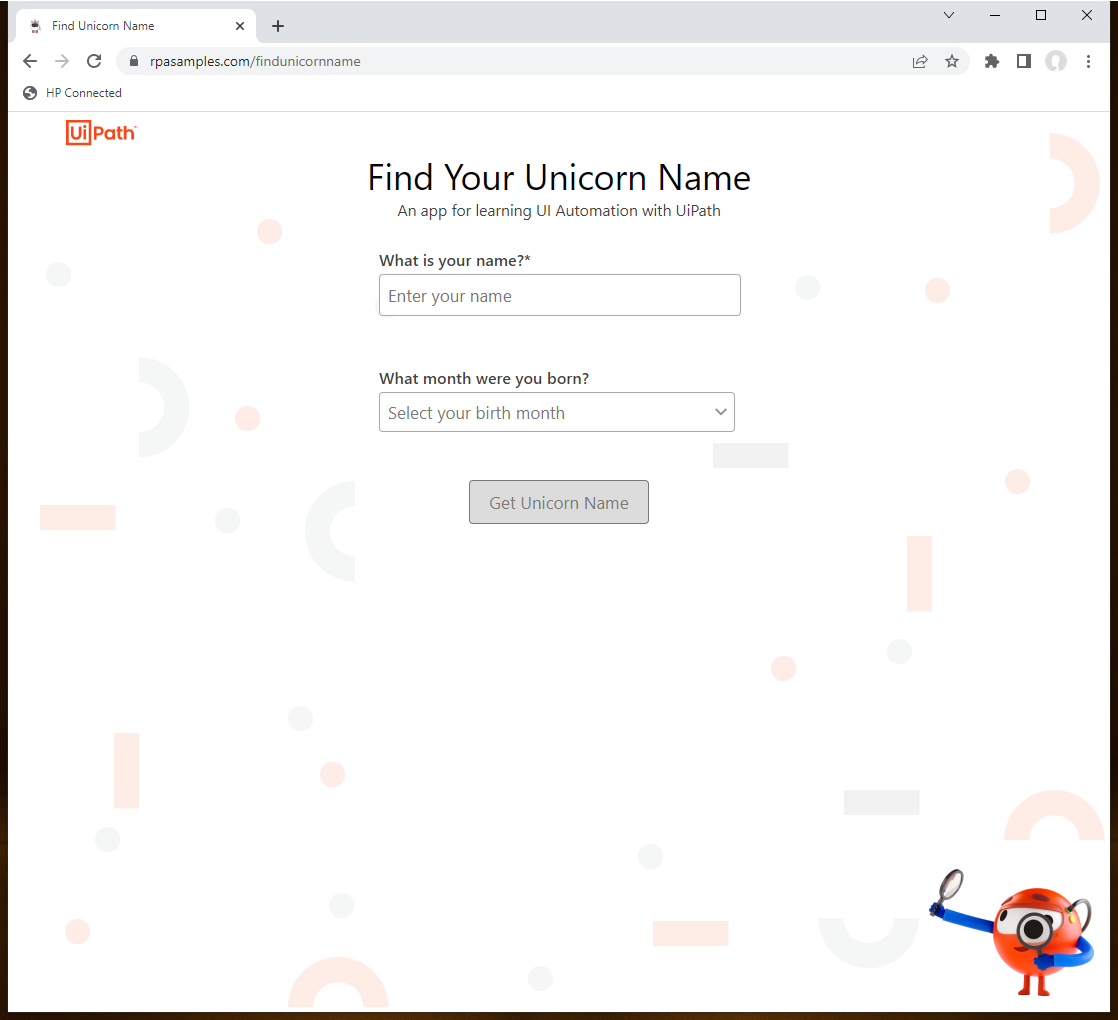 Find Unicorn Name
rpasamples.com/findunicornname
HP Connected
UiPath
Find Your Unicorn Name
An app for learning UI Automation with UiPath
What is your name?*
Enter your name
What month were you born?
Select your birth month
Get Unicorn Name